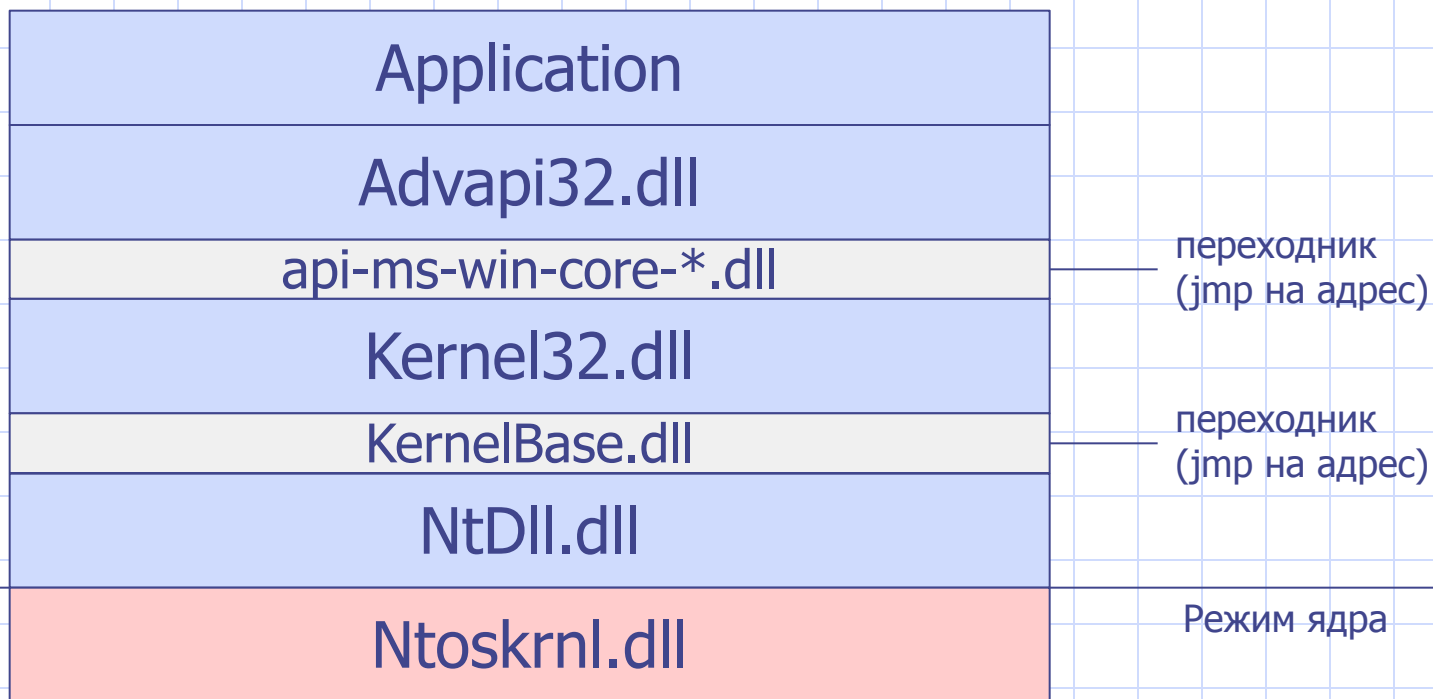 Application
Advapi32.dll
api-ms-win-core-*.dll
переходник
(jmp на адрес)
Kernel32.dll
KernelBase.dll
переходник
(jmp на адрес)
NtDll.dll
Ntoskrnl.dll
Режим ядра